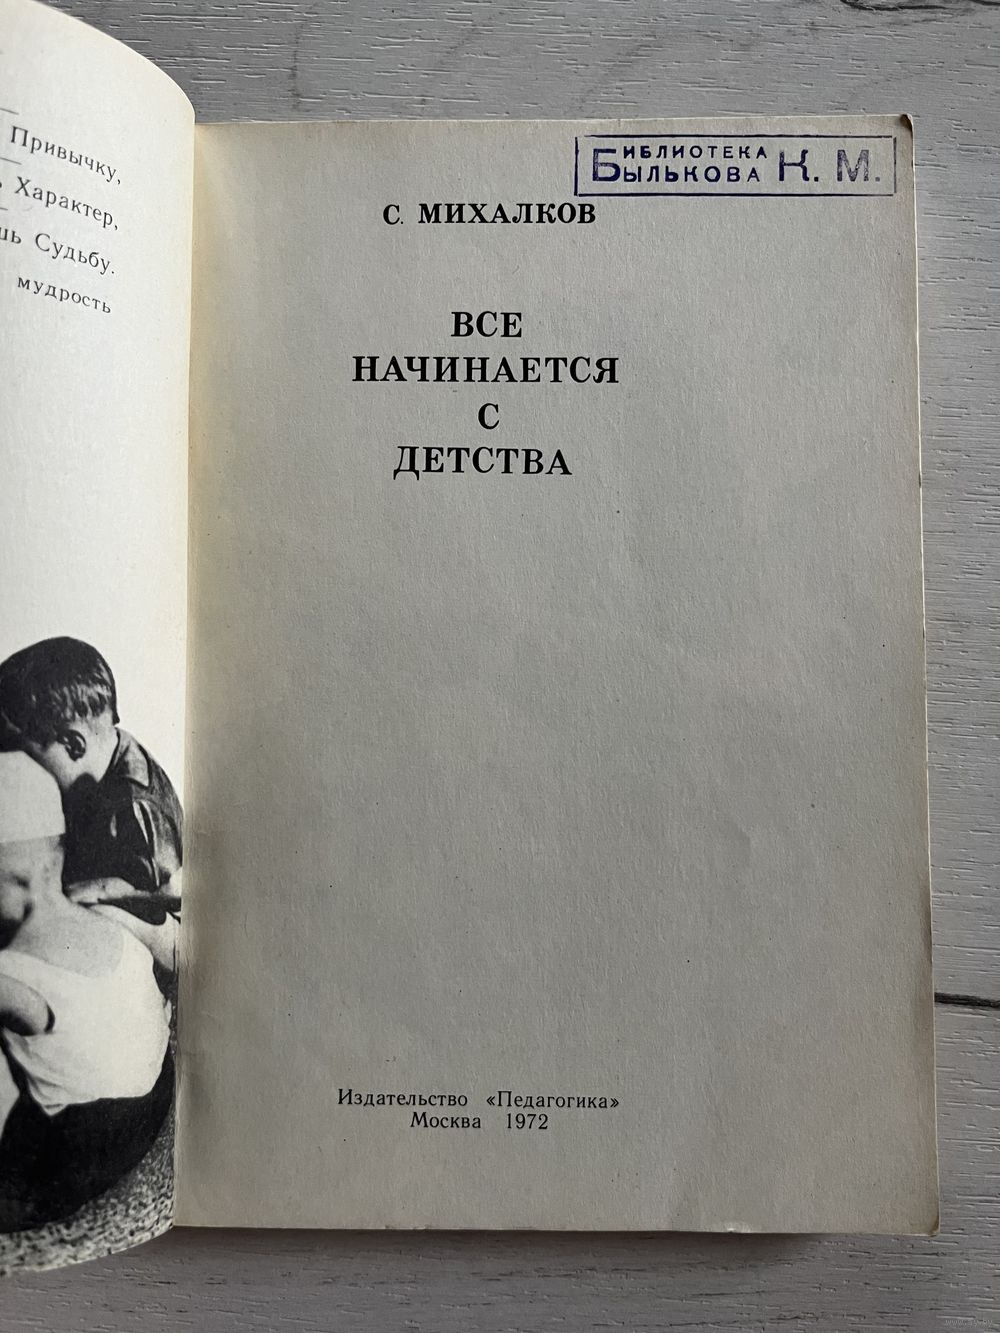 Привычку,
Характер,
Судьбу.
мудрость
БИБЛИОТЕКА
БЫЛЬКОВА К. М.
С. МИХАЛКОВ
ВСЕ
НАЧИНАЕТСЯ
С
ДЕТСТВА
Издательство «Педагогика»
Москва 1972